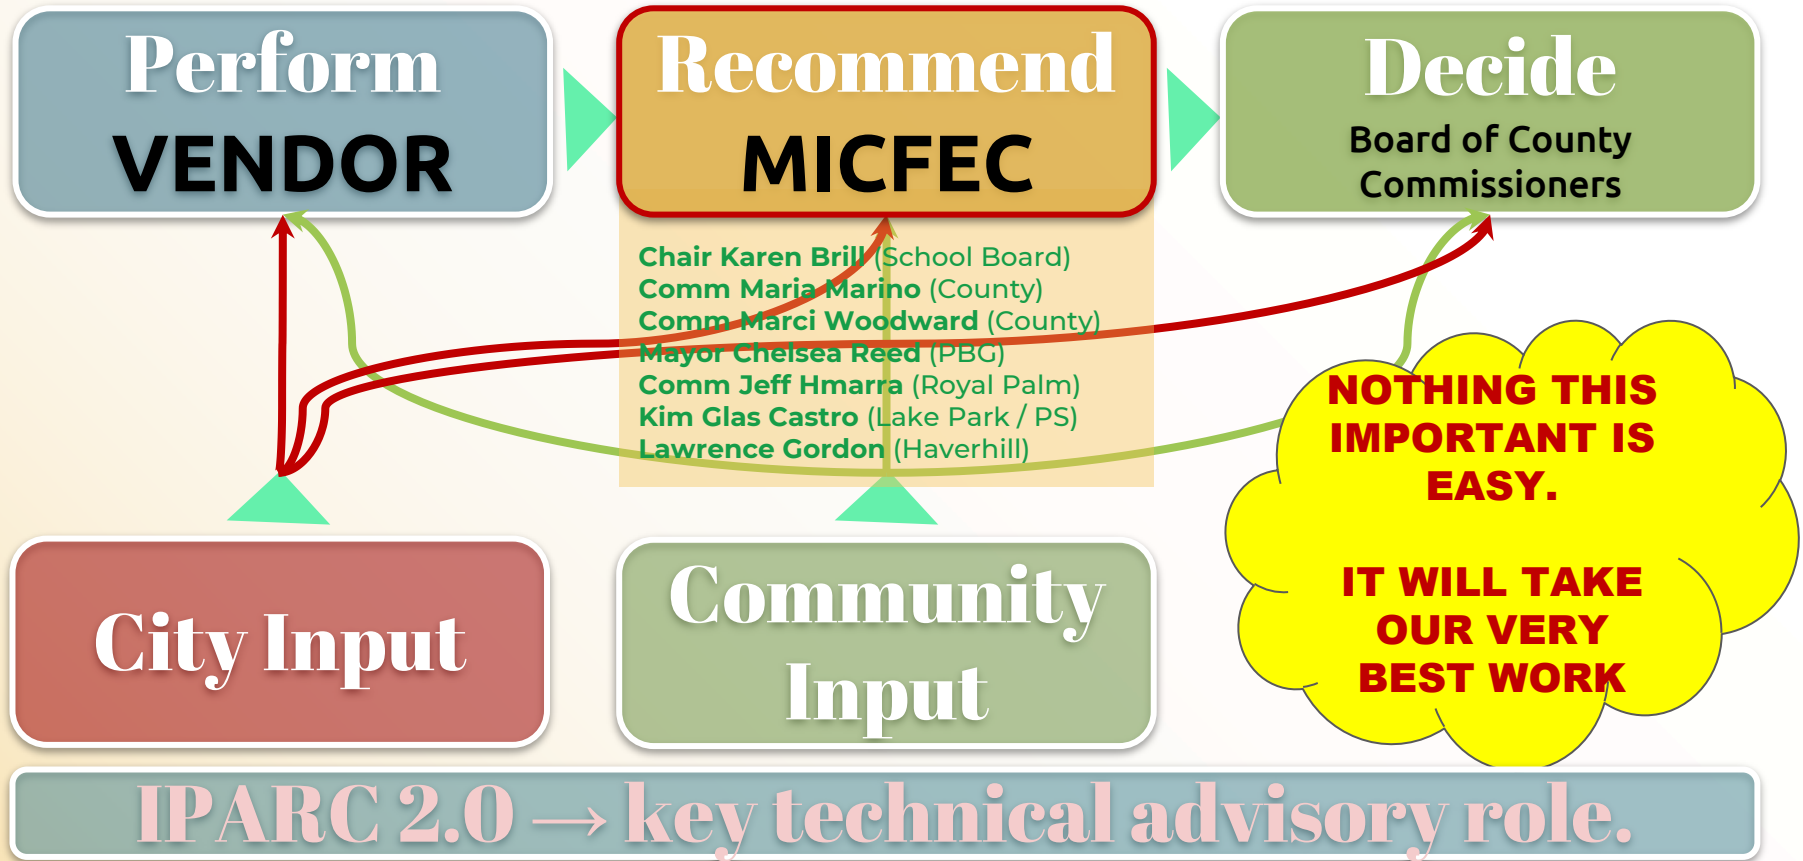 Perform
VENDOR
Recommend
MICFEC
Decide
Board of County
Commissioners
Chair Karen Brill (School Board)
Comm Maria Marino (County)
Comm Marci Woodward (County)
Mayor Chelsea Reed (PBG)
Comm Jeff Hmarra (Royal Palm)
Kim Glas Castro (Lake Park / PS)
Lawrence Gordon (Haverhill)
NOTHING THIS
IMPORTANT IS
EASY.
IT WILL TAKE
OUR VERY
BEST WORK
City Input
Community
Input
IPARC 2.0 → key technical advisory role.